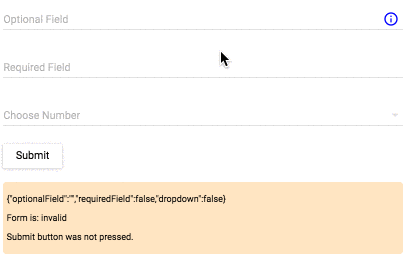 Optional Field
Required Field
Choose Number
Submit
{"optionalField":"","requiredField":false,"dropdown":false}
Form is: invalid
Submit button was not pressed.